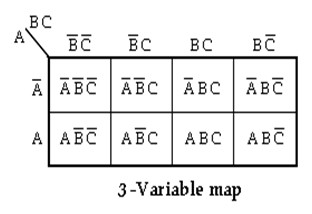 BC
A B̅C̅ B̅C BC BC̅
A̅ A̅B̅C̅ A̅B̅C A̅BC A̅BC̅
A AB̅C̅ AB̅C ABC ABC̅
3-Variable map